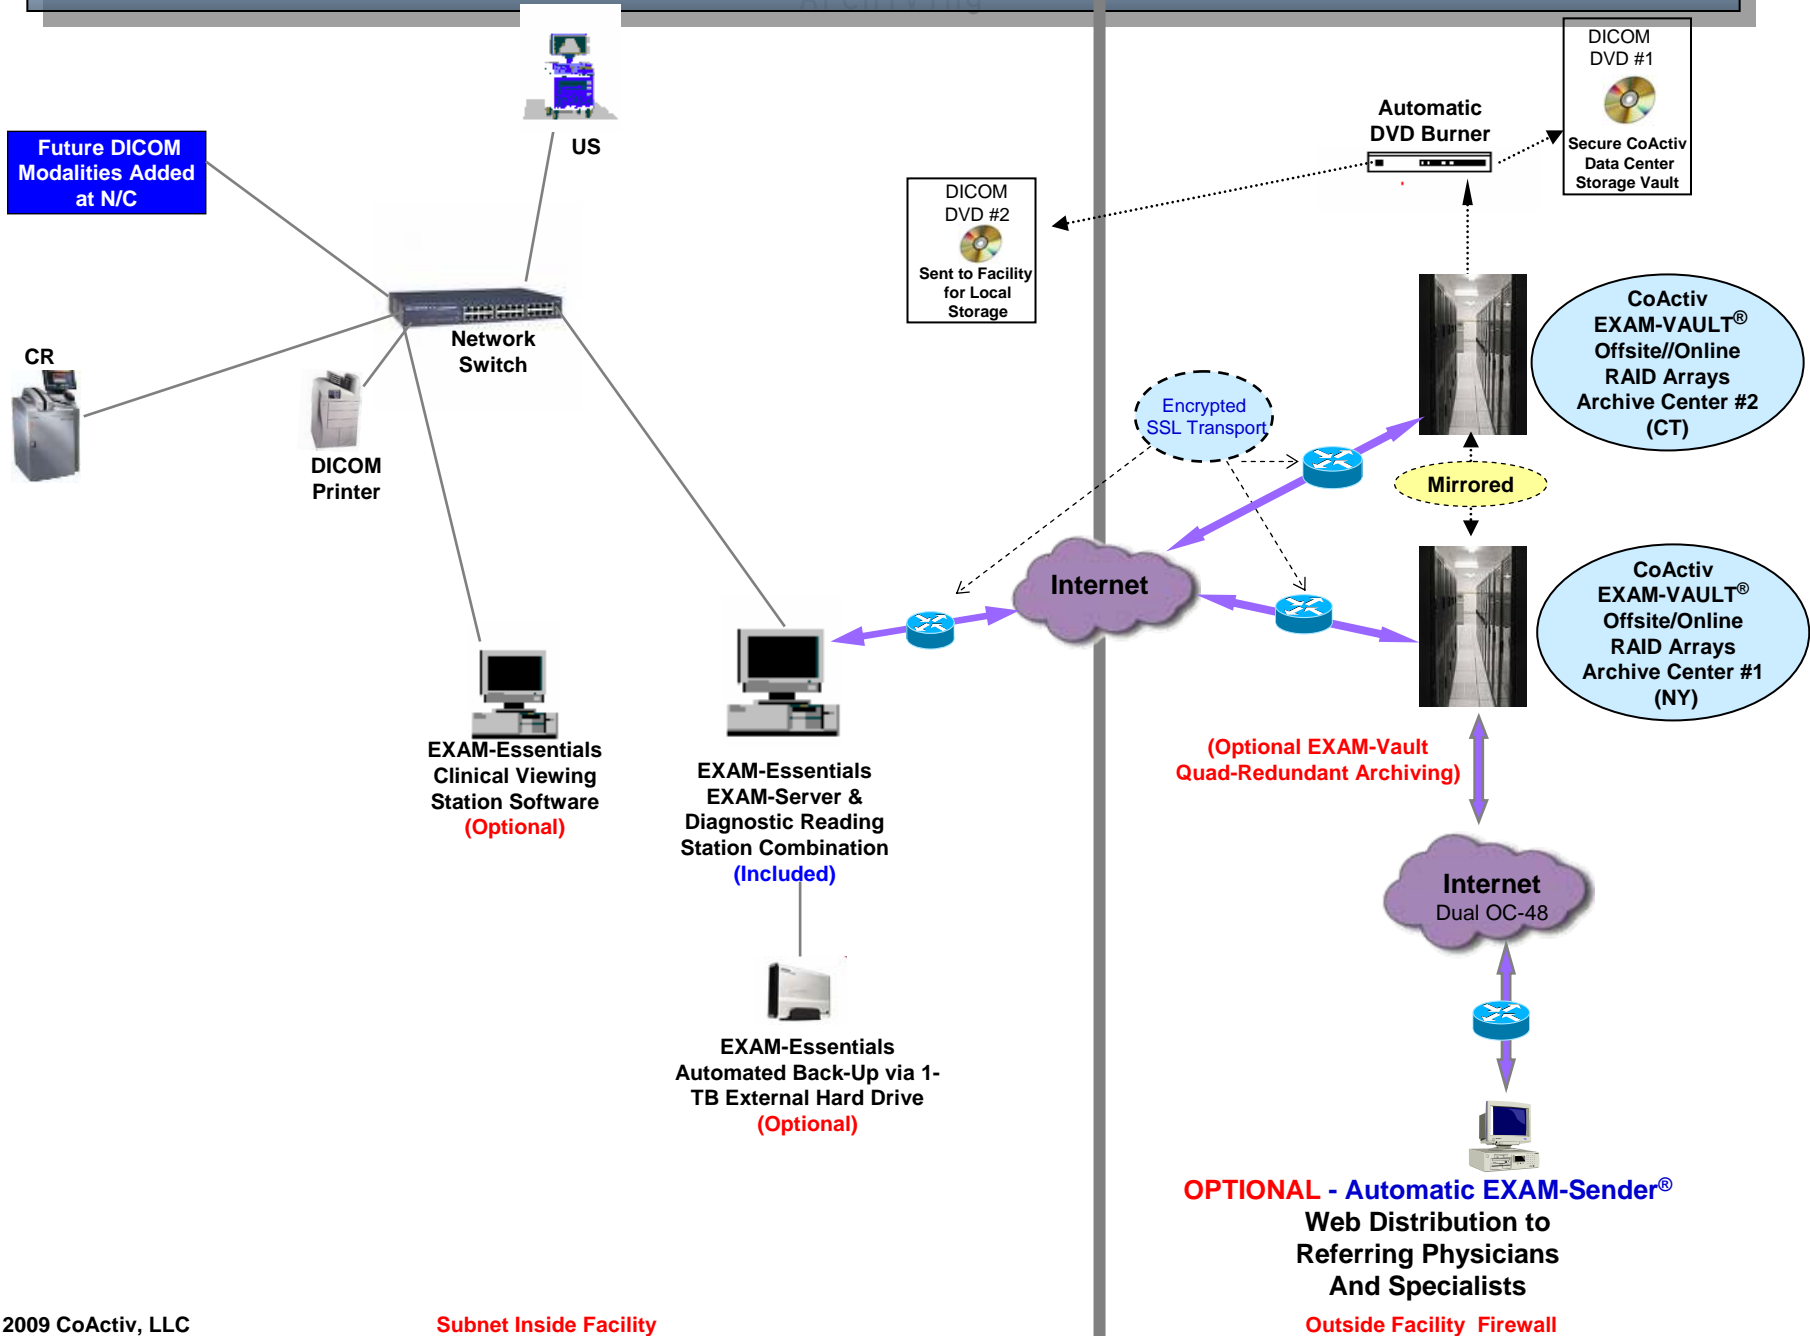 Archiving
US
Future DICOM
Modalities Added
at N/C
Network
Switch
CR
DICOM
Printer
EXAM-Essentials
Clinical Viewing
Station Software
(Optional)
EXAM-Essentials
EXAM-Server &
Diagnostic Reading
Station Combination
(Included)
EXAM-Essentials
Automated Back-Up via 1-
TB External Hard Drive
(Optional)
DICOM
DVD #2
Sent to Facility
for Local
Storage
Automatic
DVD Burner
DICOM
DVD #1
Secure CoActiv
Data Center
Storage Vault
CoActiv
EXAM-VAULT®
Offsite//Online
RAID Arrays
Archive Center #2
(CT)
Encrypted
SSL Transport
Mirrored
Internet
CoActiv
EXAM-VAULT®
Offsite/Online
RAID Arrays
Archive Center #1
(NY)
(Optional EXAM-Vault
Quad-Redundant Archiving)
Internet
Dual OC-48
OPTIONAL - Automatic EXAM-Sender®
Web Distribution to
Referring Physicians
And Specialists
2009 CoActiv, LLC
Subnet Inside Facility
Outside Facility Firewall